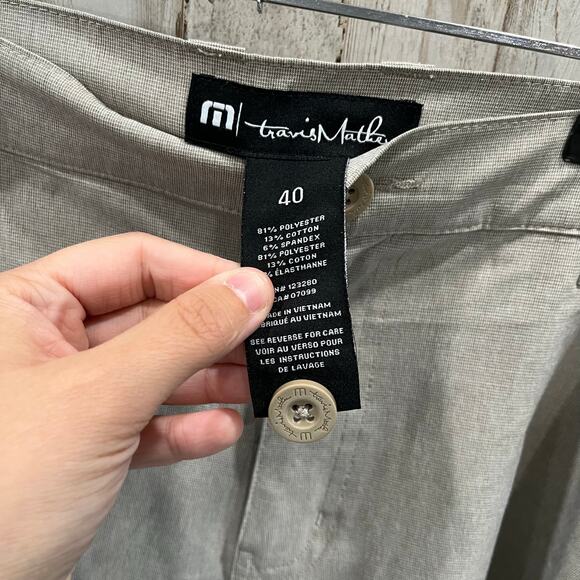 travisMathew
40
81% POLYESTER
13% COTTON
6% SPANDEX
81% POLYESTER
13% COTON
% ÉLASTHANNE
N# 123280
CA# 07099
MADE IN VIETNAM
FABRIQUÉ AU VIETNAM
SEE REVERSE FOR CARE
VOIR AU VERSO POUR
LES INSTRUCTIONS
DE LAVAGE